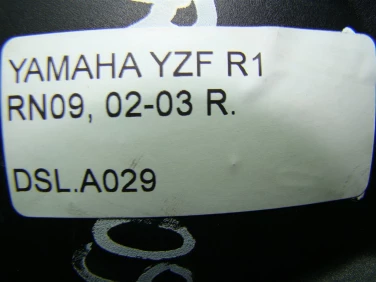 YAMAHA YZF R1
RN09, 02-03 R.
DSL.A029